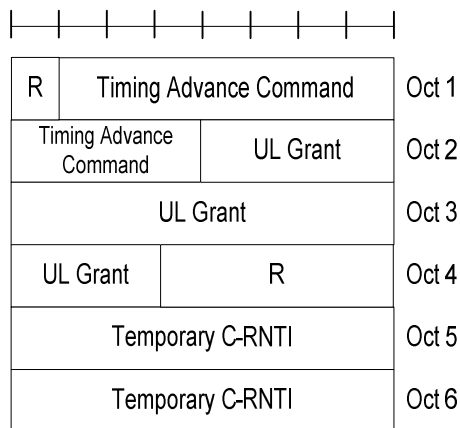 R Timing Advance Command Oct 1
Timing Advance
Command
UL Grant Oct 2
UL Grant Oct 3
UL Grant R Oct 4
Temporary C-RNTI Oct 5
Temporary C-RNTI Oct 6